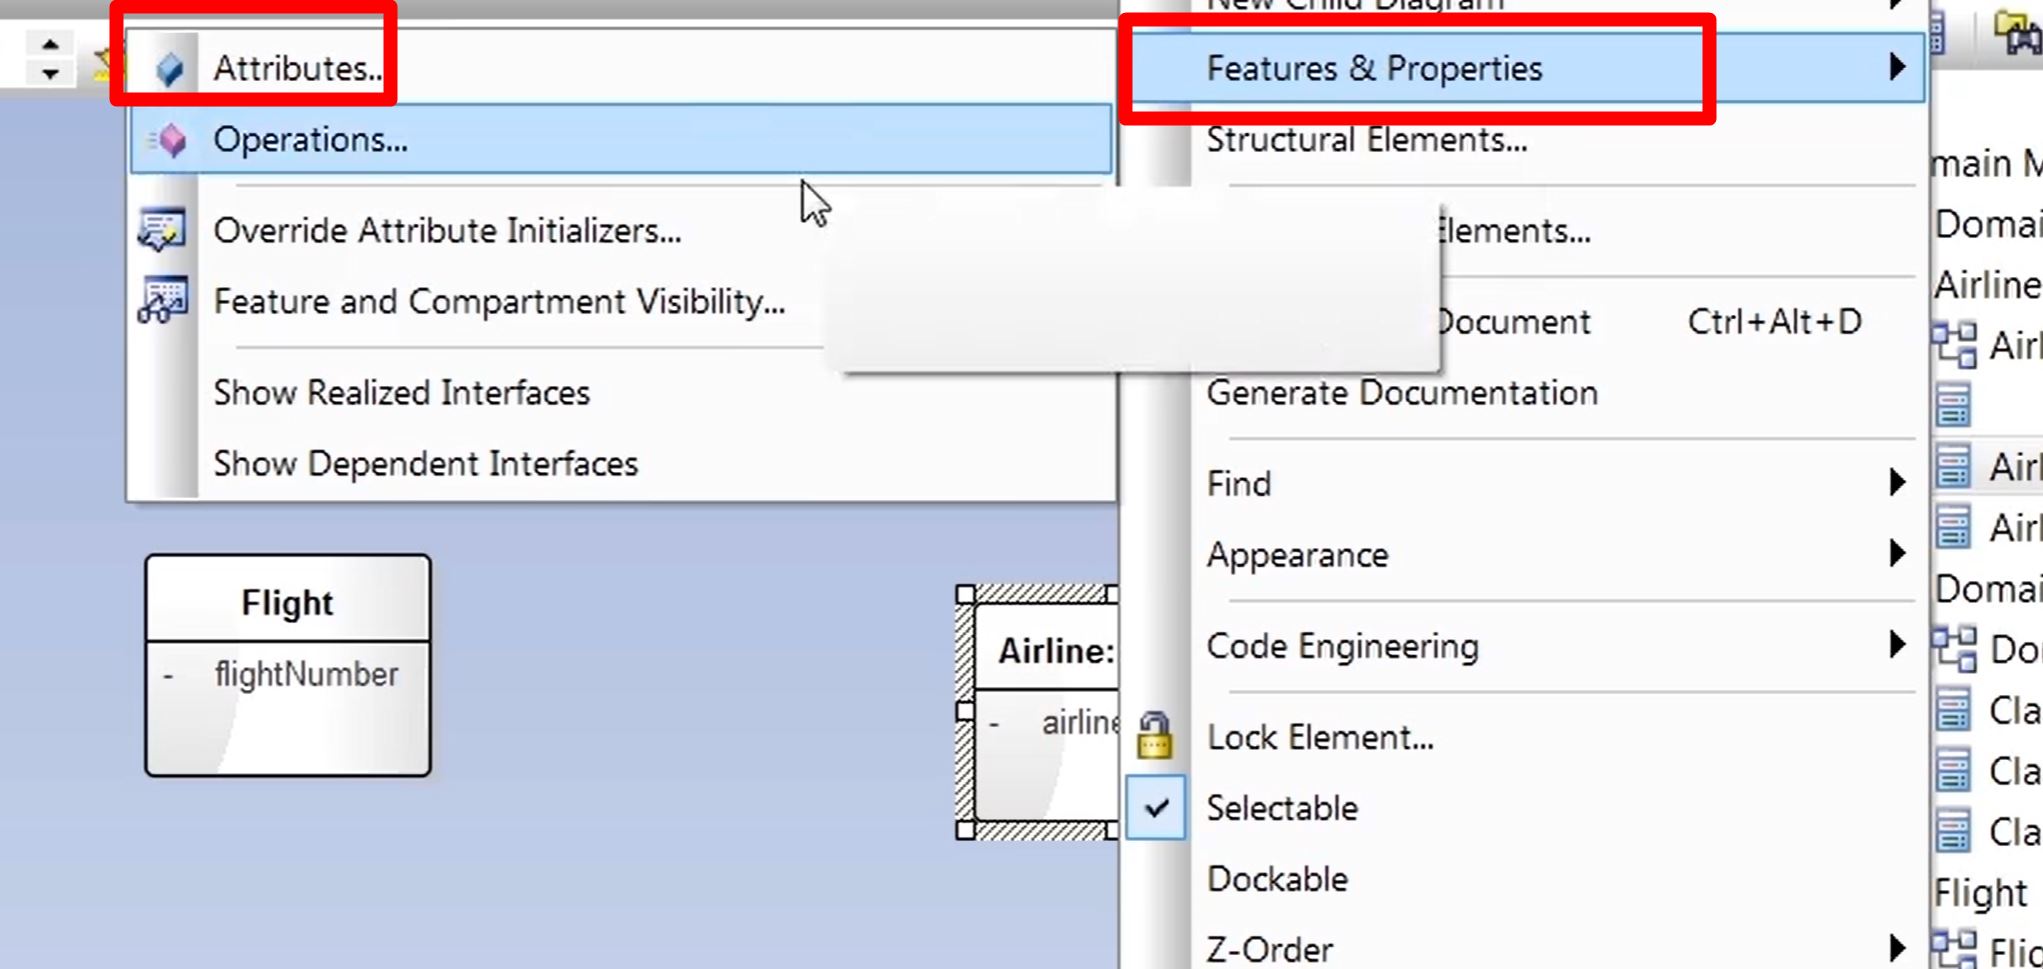 Attributes..
Operations...
Override Attribute Initializers...
Feature and Compartment Visibility...
Show Realized Interfaces
Show Dependent Interfaces
New Child Diagram
Features & Properties
Structural Elements...
Elements...
Document Ctrl+Alt+D
Generate Documentation
Find
Appearance
Code Engineering
Lock Element...
Selectable
Dockable
Z-Order
Flight
- flightNumber
Airline:
- airline
main M
Domai
Airline
Airl
Airl
Airl
Domai
Do
Cla
Cla
Cla
Flight
Flig